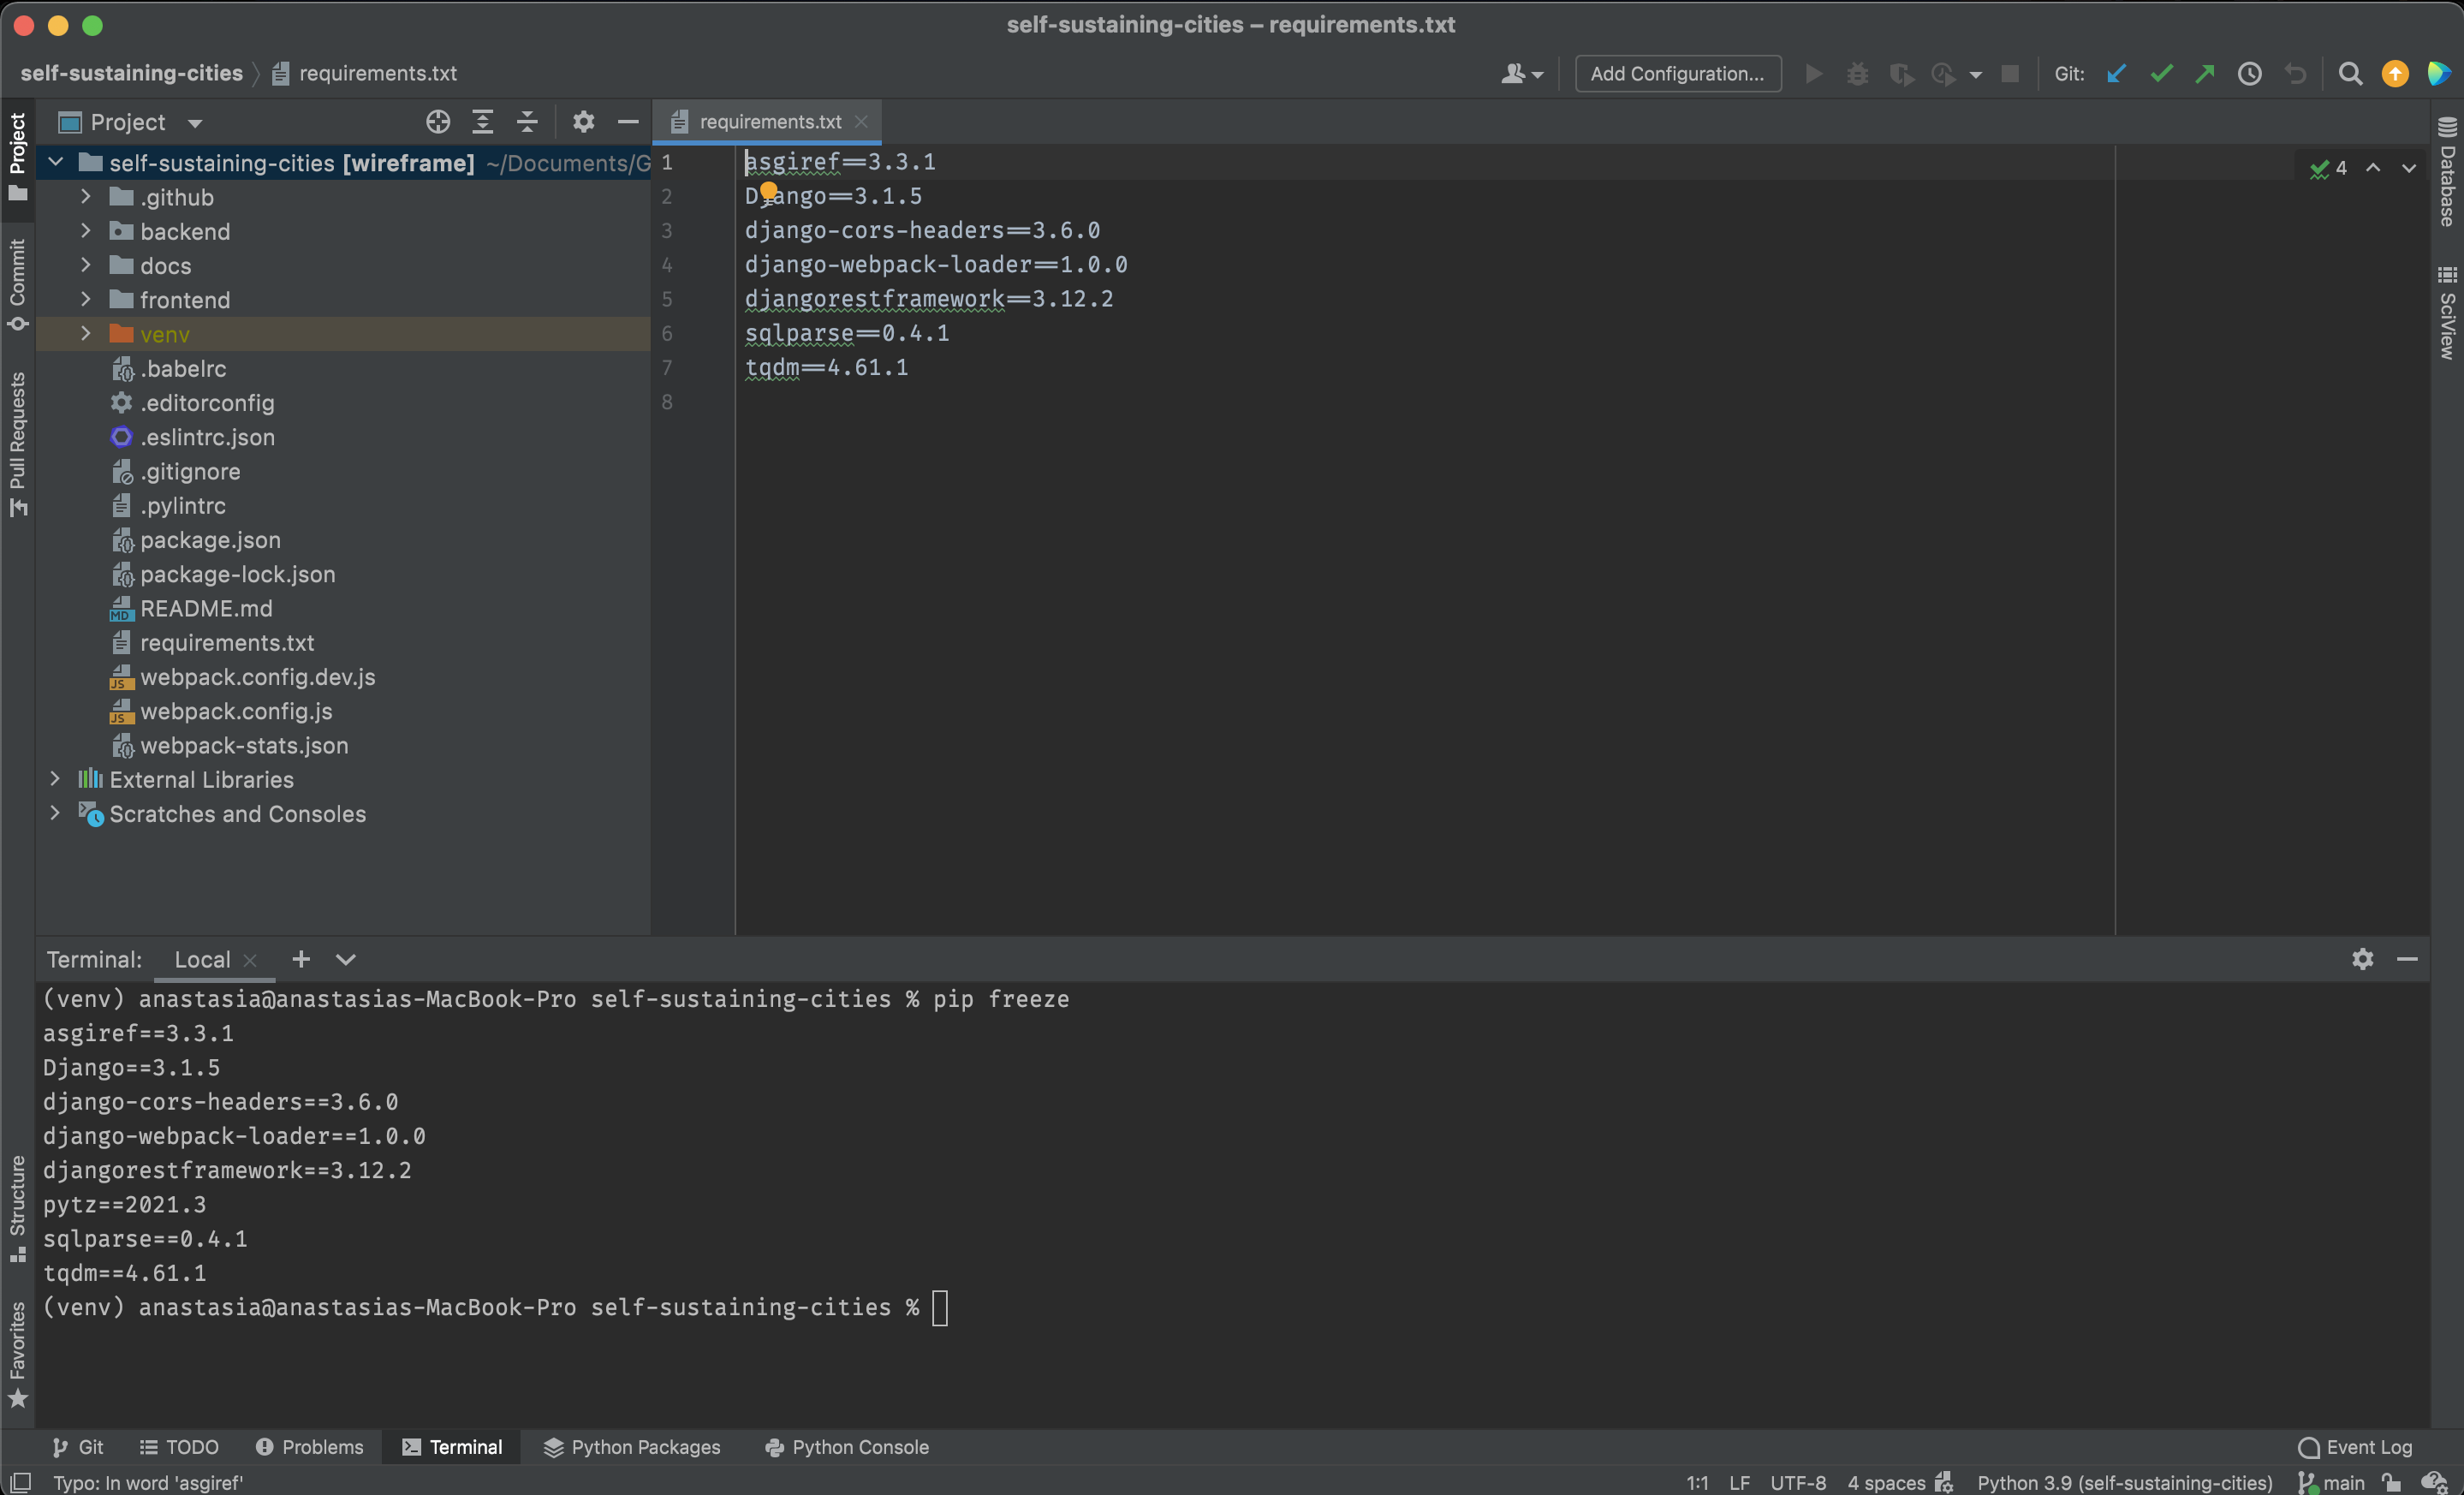 self-sustaining-cities – requirements.txt
self-sustaining-cities
requirements.txt
Add Configuration...
Git:
Project
Project
requirements.txt
Commit
Pull Requests
Structure
Favorites
Database
SciView
self-sustaining-cities [wireframe] ~/Documents/G
.github
backend
docs
frontend
venv
.babelrc
.editorconfig
.eslintrc.json
.gitignore
.pylintrc
package.json
package-lock.json
README.md
requirements.txt
webpack.config.dev.js
webpack.config.js
webpack-stats.json
External Libraries
Scratches and Consoles
1 asgiref==3.3.1
2 Django==3.1.5
3 django-cors-headers==3.6.0
4 django-webpack-loader==1.0.0
5 djangorestframework==3.12.2
6 sqlparse==0.4.1
7 tqdm==4.61.1
8
4
Terminal: Local
(venv) anastasia@anastasias-MacBook-Pro self-sustaining-cities % pip freeze
asgiref==3.3.1
Django==3.1.5
django-cors-headers==3.6.0
django-webpack-loader==1.0.0
djangorestframework==3.12.2
pytz==2021.3
sqlparse==0.4.1
tqdm==4.61.1
(venv) anastasia@anastasias-MacBook-Pro self-sustaining-cities %
Git TODO Problems Terminal Python Packages Python Console Event Log
Typo: In word 'asgiref' 1:1 LF UTF-8 4 spaces Python 3.9 (self-sustaining-cities) main